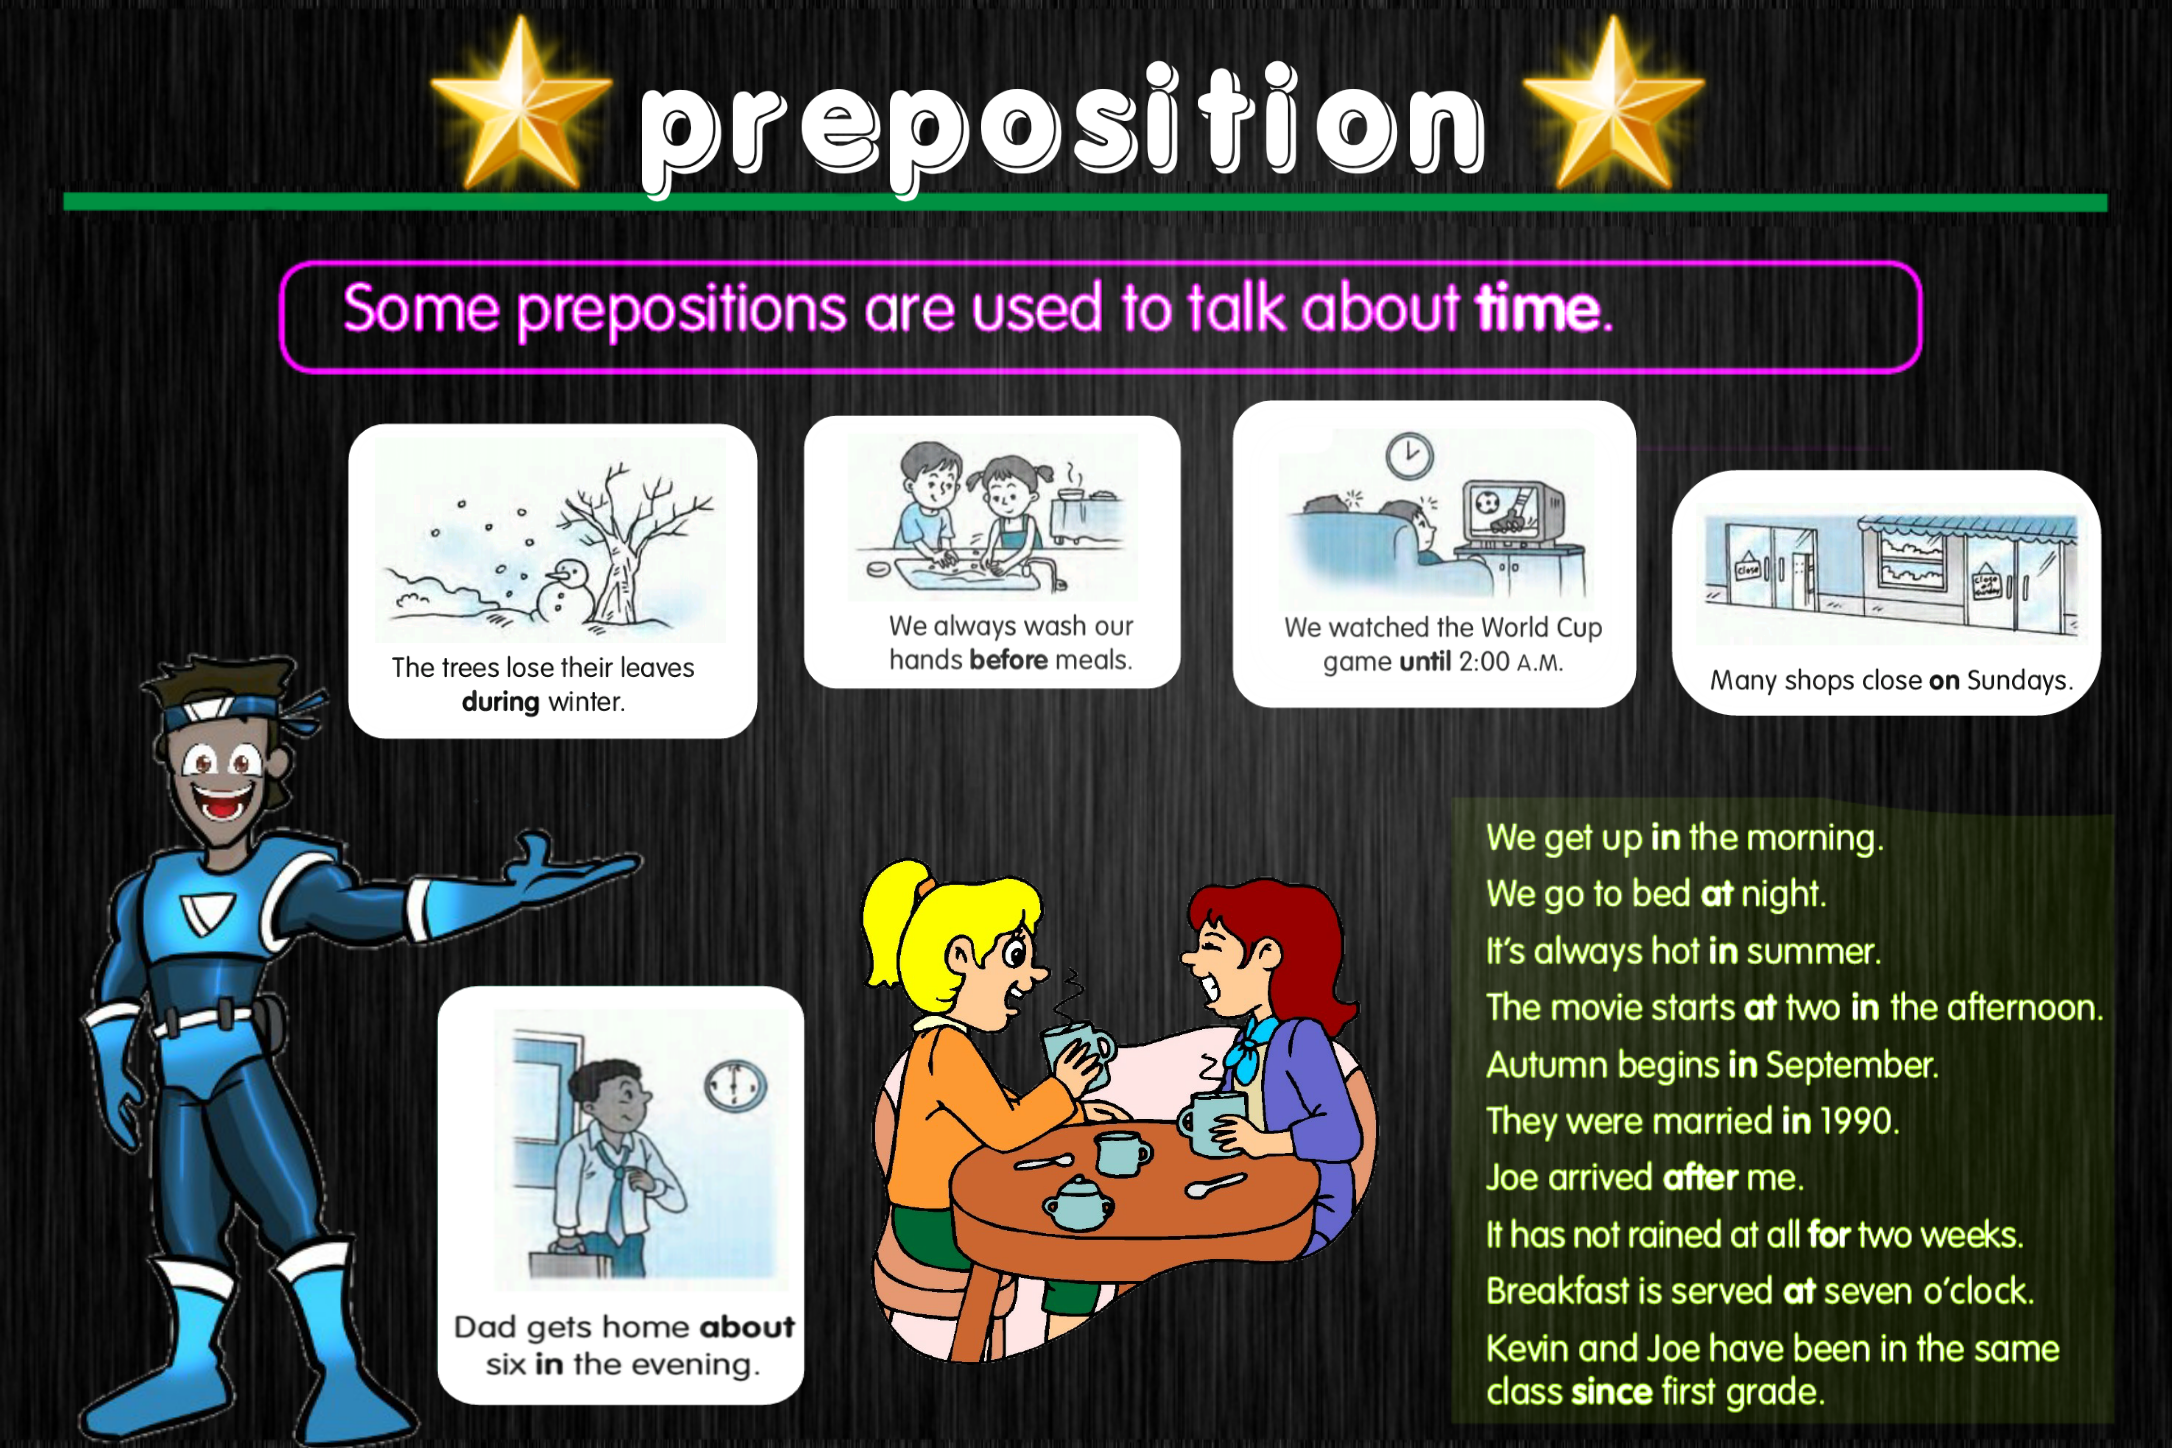 preposition
Some prepositions are used to talk about time.
The trees lose their leaves
during winter.
We always wash our
hands before meals.
We watched the World Cup
game until 2:00 A.M.
close
close
on
Sunday
Many shops close on Sundays.
Dad gets home about
six in the evening.
We get up in the morning.
We go to bed at night.
It's always hot in summer.
The movie starts at two in the afternoon.
Autumn begins in September.
They were married in 1990.
Joe arrived after me.
It has not rained at all for two weeks.
Breakfast is served at seven o'clock.
Kevin and Joe have been in the same
class since first grade.